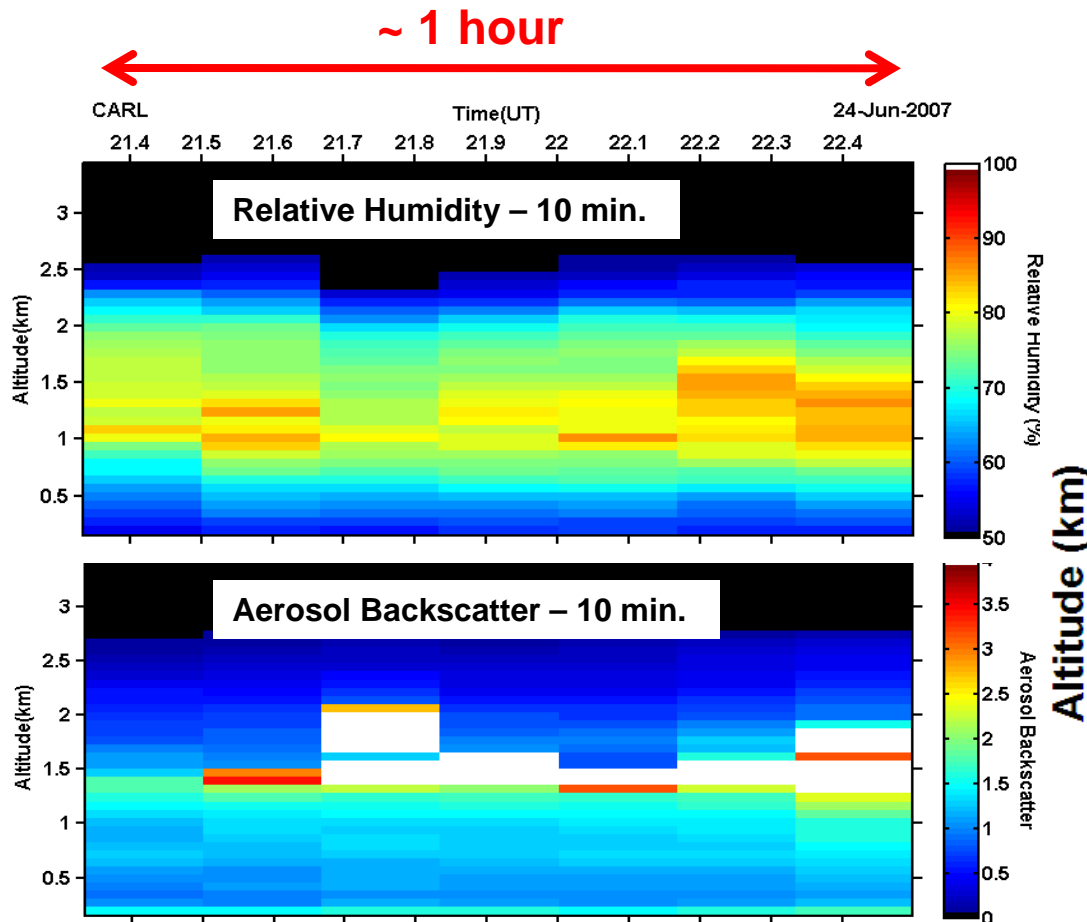 ~ 1 hour
CARL Time(UT) 24-Jun-2007
21.4 21.5 21.6 21.7 21.8 21.9 22 22.1 22.2 22.3 22.4
Relative Humidity – 10 min.
3
2.5
2
1.5
1
0.5
Altitude(km)
100
90
80
70
60
50
Relative Humidity (%)
Aerosol Backscatter – 10 min.
3
2.5
2
1.5
1
0.5
Altitude(km)
4
3.5
3
2.5
2
1.5
1
0.5
0
Aerosol Backscatter
Altitude (km)